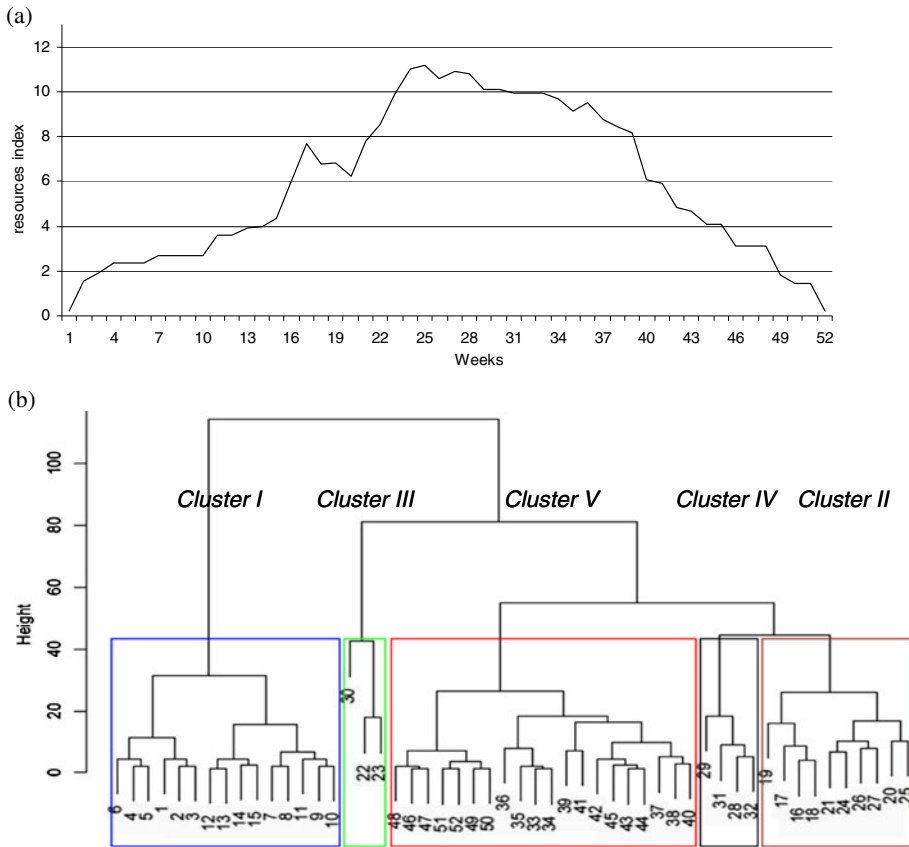 (a)
12
10
8
6
4
2
0
resources index
1 4 7 10 13 16 19 22 25 28 31 34 37 40 43 46 49 52
Weeks
(b)
100
80
60
40
20
0
Height
Cluster I Cluster III Cluster V Cluster IV Cluster II
6 4 5 1 2 3 12 13 14 15 7 8 11 9 10 30 22 23 48 46 47 51 52 49 50 36 35 33 34 39 41 42 45 43 44 37 38 40 29 31 28 32 19 17 16 18 21 24 26 27 20 25